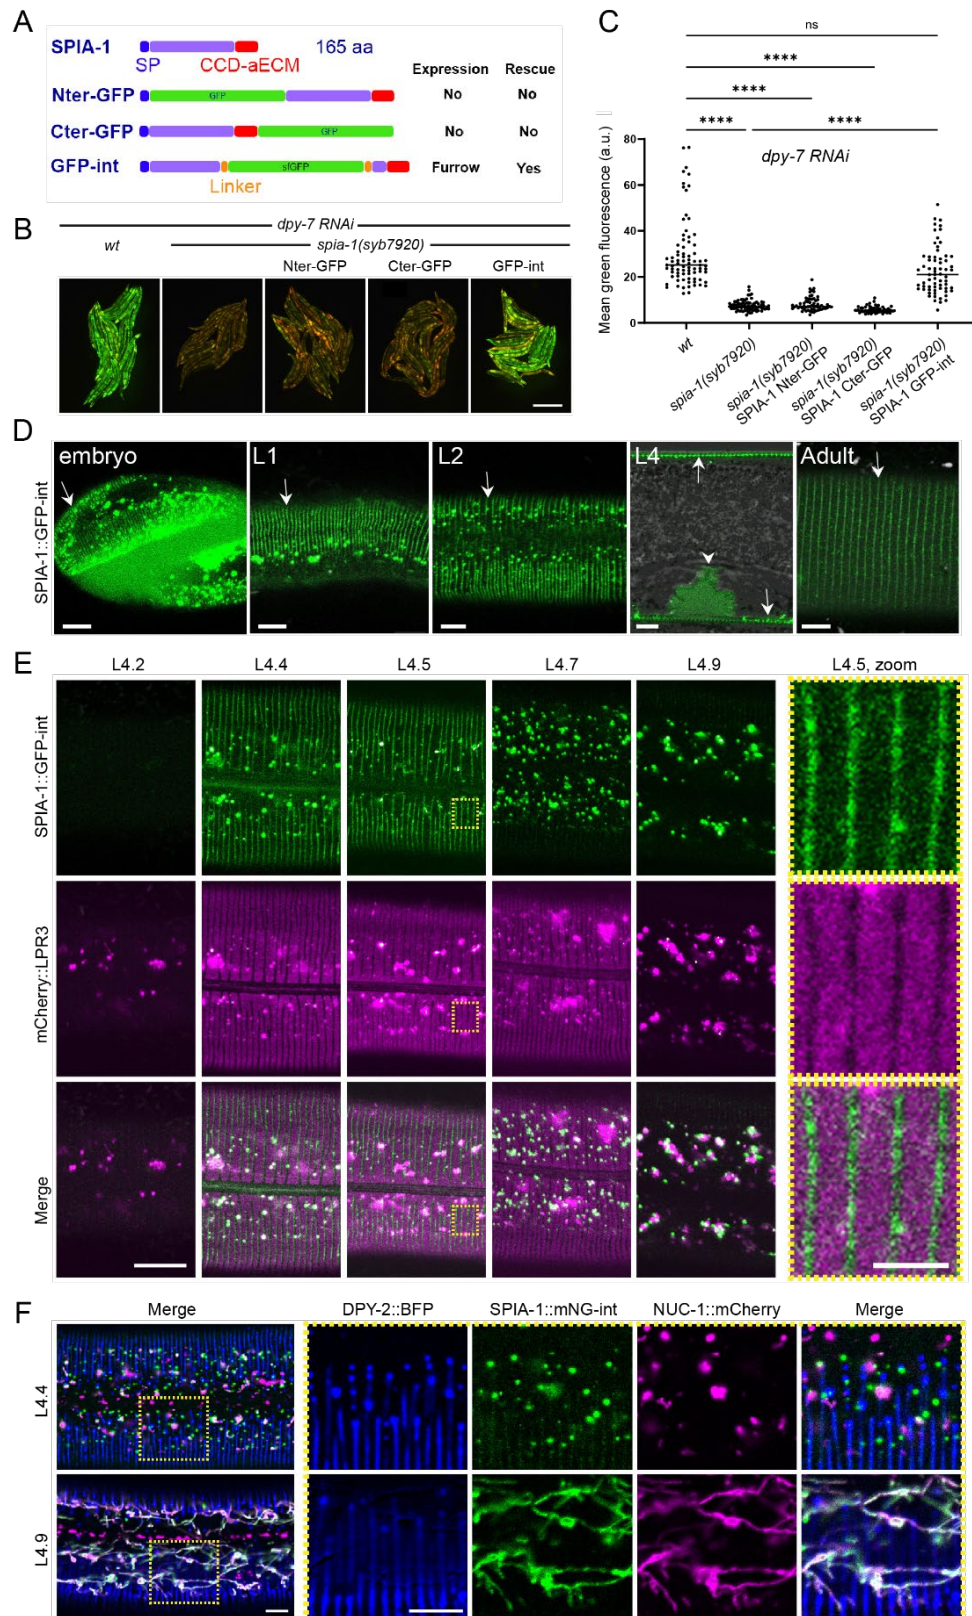 A
SPIA-1
165 aa
SP
CCD-aECM
Expression
Rescue
Nter-GFP
GFP
No
No
Cter-GFP
GFP
No
No
GFP-int
sfGFP
Furrow
Yes
Linker
B
dpy-7 RNAi
wt
spia-1(syb7920)
Nter-GFP
Cter-GFP
GFP-int
C
ns
****
****
****
****
dpy-7 RNAi
Mean green fluorescence (a.u.)
80
60
40
20
0
wt
spia-1(syb7920)
spia-1(syb7920)
SPIA-1 Nter-GFP
spia-1(syb7920)
SPIA-1 Cter-GFP
spia-1(syb7920)
SPIA-1 GFP-int
D
SPIA-1::GFP-int
embryo
L1
L2
L4
Adult
E
L4.2
L4.4
L4.5
L4.7
L4.9
L4.5, zoom
SPIA-1::GFP-int
mCherry::LPR3
Merge
F
Merge
DPY-2::BFP
SPIA-1::mNG-int
NUC-1::mCherry
Merge
L4.4
L4.9